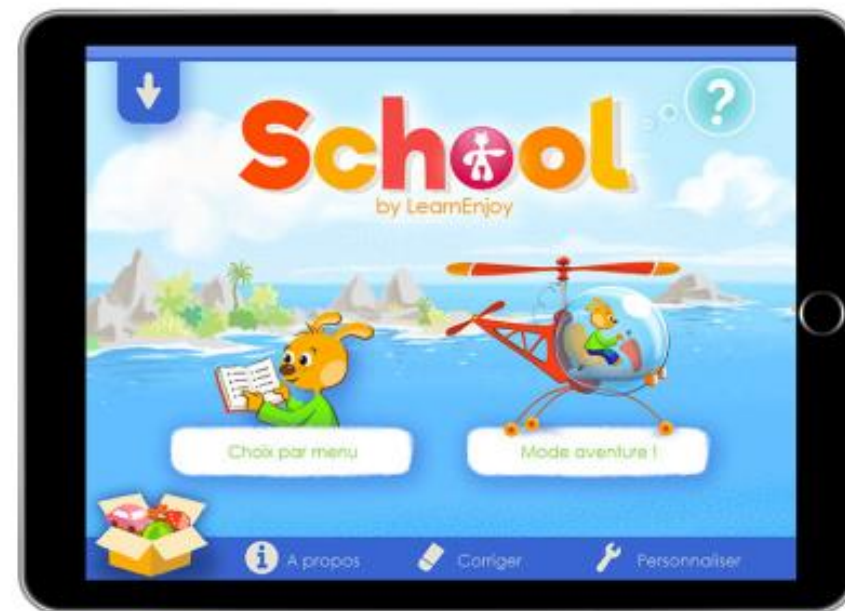 ?
School
by LearnEnjoy
Choix par menu
Mode aventure !
i A propos
Corriger
Personnaliser